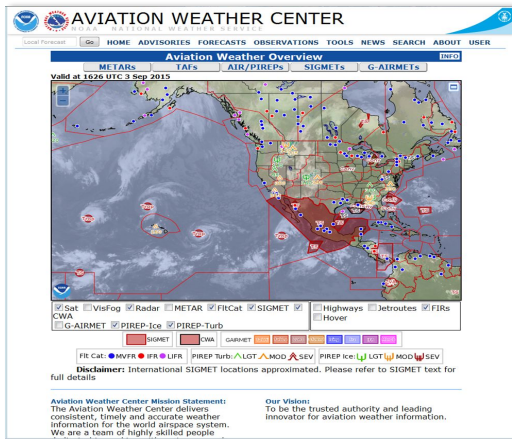 AVIATION WEATHER CENTER
NOAA NATIONAL WEATHER SERVICE
Local Forecast Go HOME ADVISORIES FORECASTS OBSERVATIONS TOOLS NEWS SEARCH ABOUT USER
Aviation Weather Overview INFO
METARs TAFs AIR/PIREPs SIGMETs G-AIRMETs
Valid at 1626 UTC 3 Sep 2015
Sat VisFog Radar METAR FltCat SIGMET
CWA
G-AIRMET PIREP-Ice PIREP-Turb
Highways Jetroutes FIRs
Hover
SIGMET CWA GAIRMET
Flt Cat: MVFR IFR LIFR PIREP Turb: LGT MOD SEV PIREP Ice: LGT MOD SEV
Disclaimer: International SIGMET locations approximated. Please refer to SIGMET text for
full details
Aviation Weather Center Mission Statement:
The Aviation Weather Center delivers
consistent, timely and accurate weather
information for the world airspace system.
We are a team of highly skilled people
Our Vision:
To be the trusted authority and leading
innovator for aviation weather information.